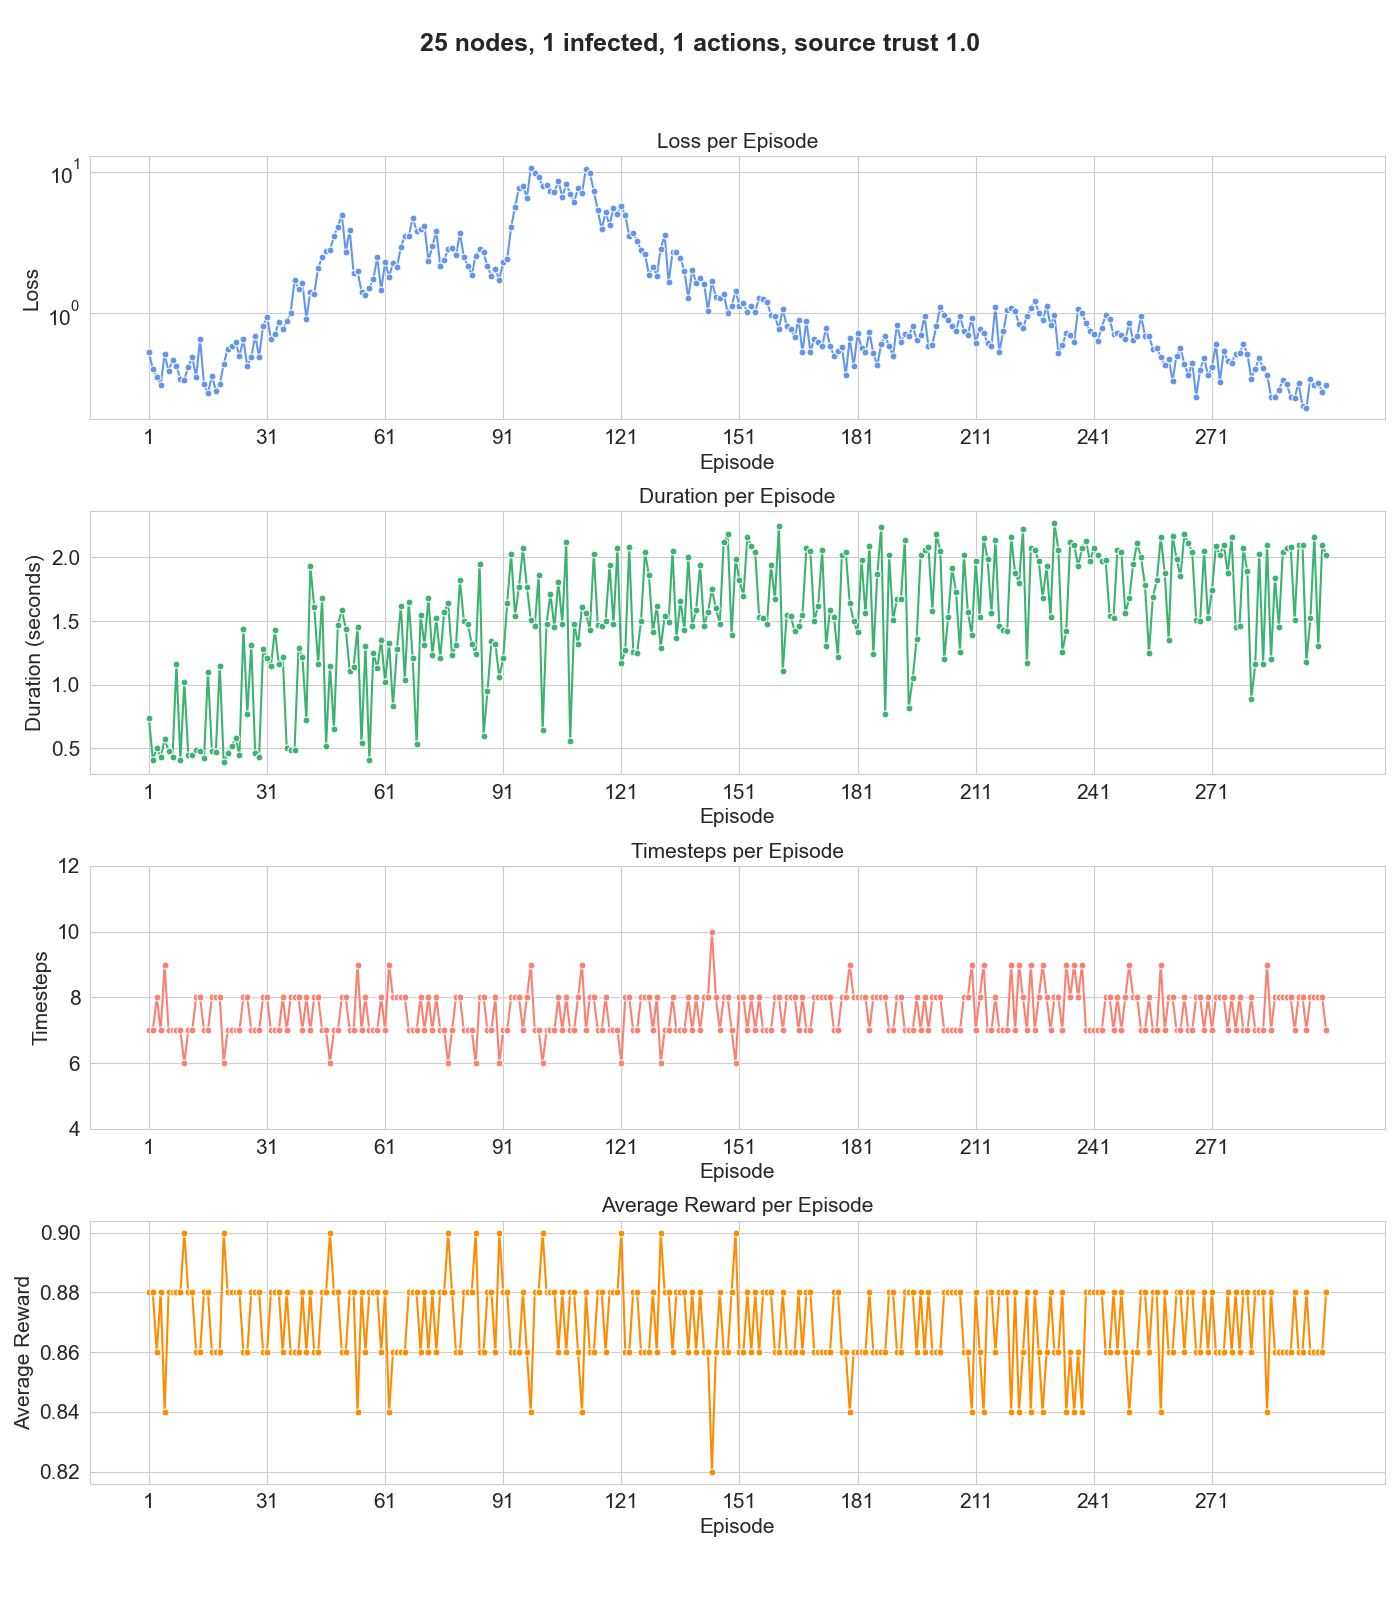 25 nodes, 1 infected, 1 actions, source trust 1.0
Loss per Episode
Loss
10^1
10^0
1 31 61 91 121 151 181 211 241 271
Episode
Duration per Episode
Duration (seconds)
2.0
1.5
1.0
0.5
1 31 61 91 121 151 181 211 241 271
Episode
Timesteps per Episode
Timesteps
12
10
8
6
4
1 31 61 91 121 151 181 211 241 271
Episode
Average Reward per Episode
Average Reward
0.90
0.88
0.86
0.84
0.82
1 31 61 91 121 151 181 211 241 271
Episode